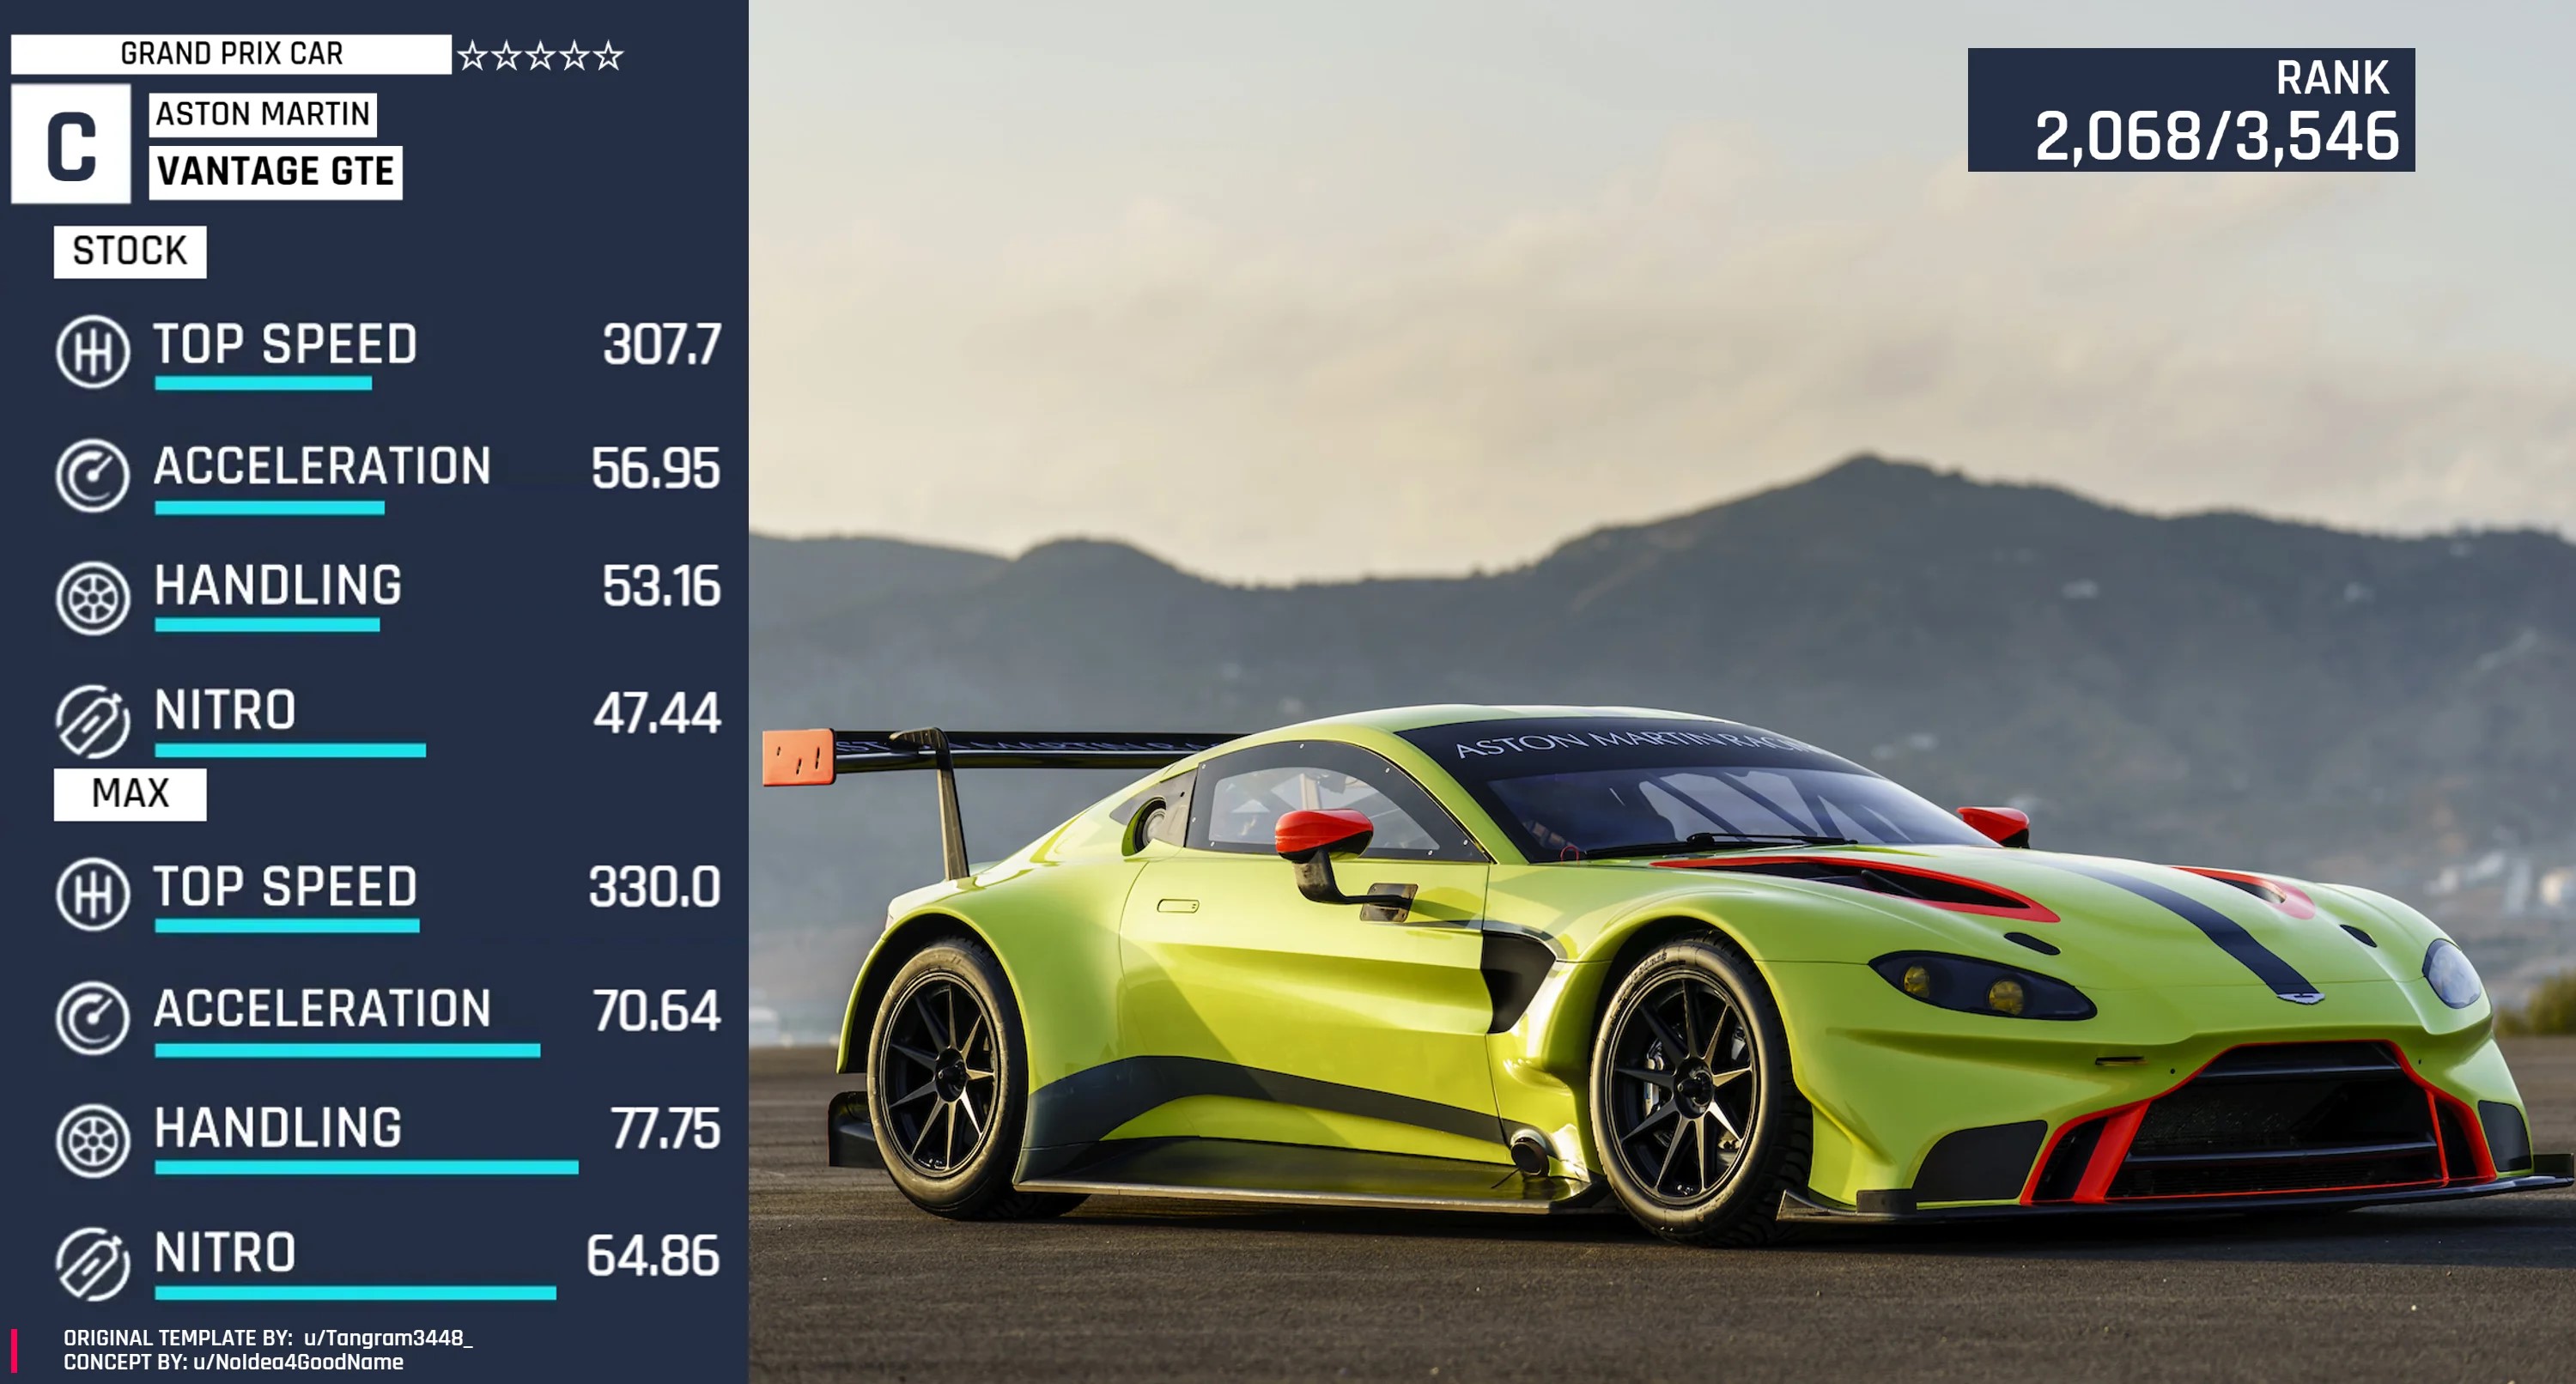 GRAND PRIX CAR
C
ASTON MARTIN
VANTAGE GTE
STOCK
TOP SPEED 307.7
ACCELERATION 56.95
HANDLING 53.16
NITRO 47.44
MAX
TOP SPEED 330.0
ACCELERATION 70.64
HANDLING 77.75
NITRO 64.86
ORIGINAL TEMPLATE BY: u/Tangram3448_
CONCEPT BY: u/NoIdea4GoodName
RANK
2,068/3,546
ASTON MARTIN RACIN